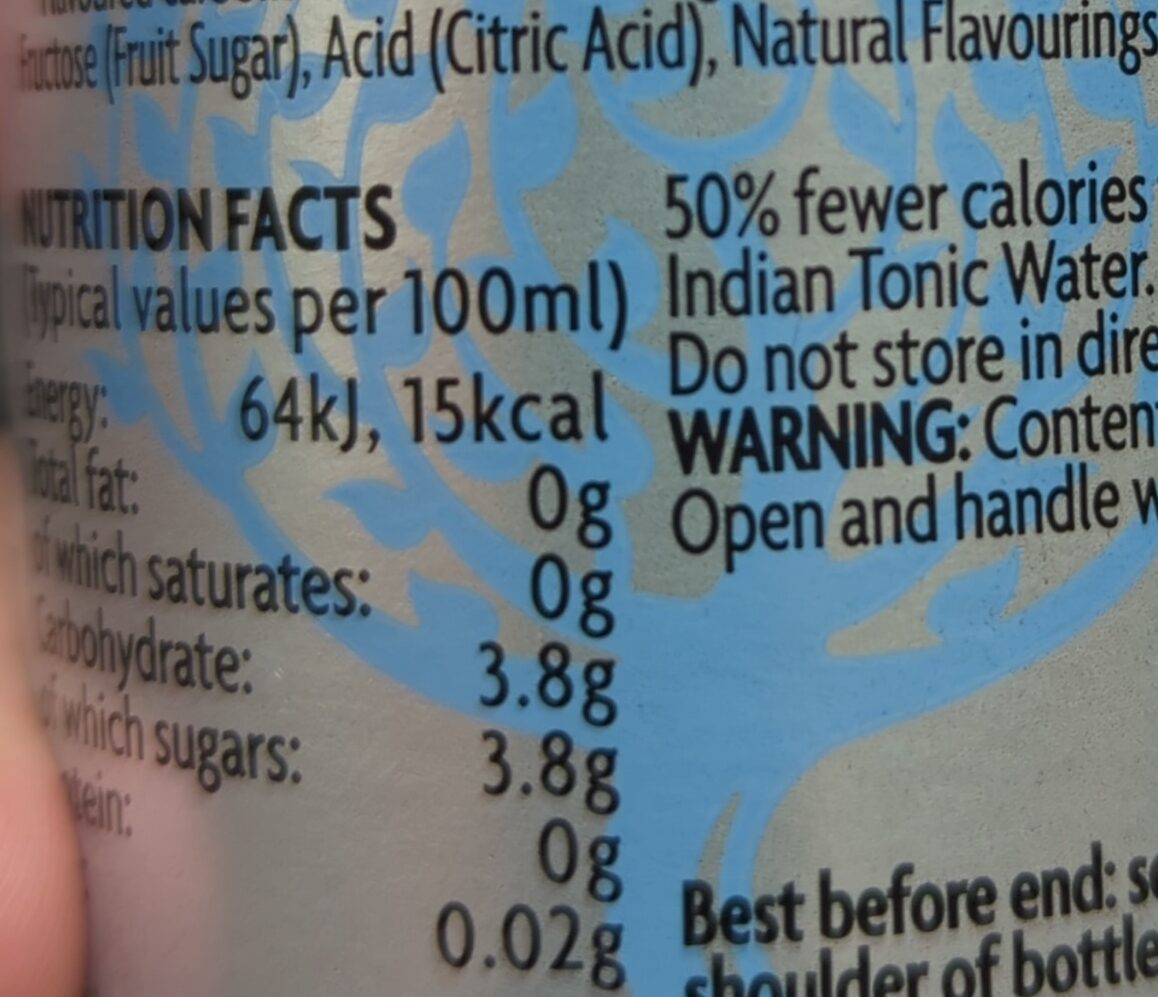 Fructose (Fruit Sugar), Acid (Citric Acid), Natural Flavourings
NUTRITION FACTS
(Typical values per 100ml)
Energy: 64kJ, 15kcal
Total fat: 0g
of which saturates: 0g
Carbohydrate: 3.8g
of which sugars: 3.8g
tein: 0g
0.02g
50% fewer calories
Indian Tonic Water.
Do not store in dire
WARNING: Conten
Open and handle w
Best before end: se
shoulder of bottle